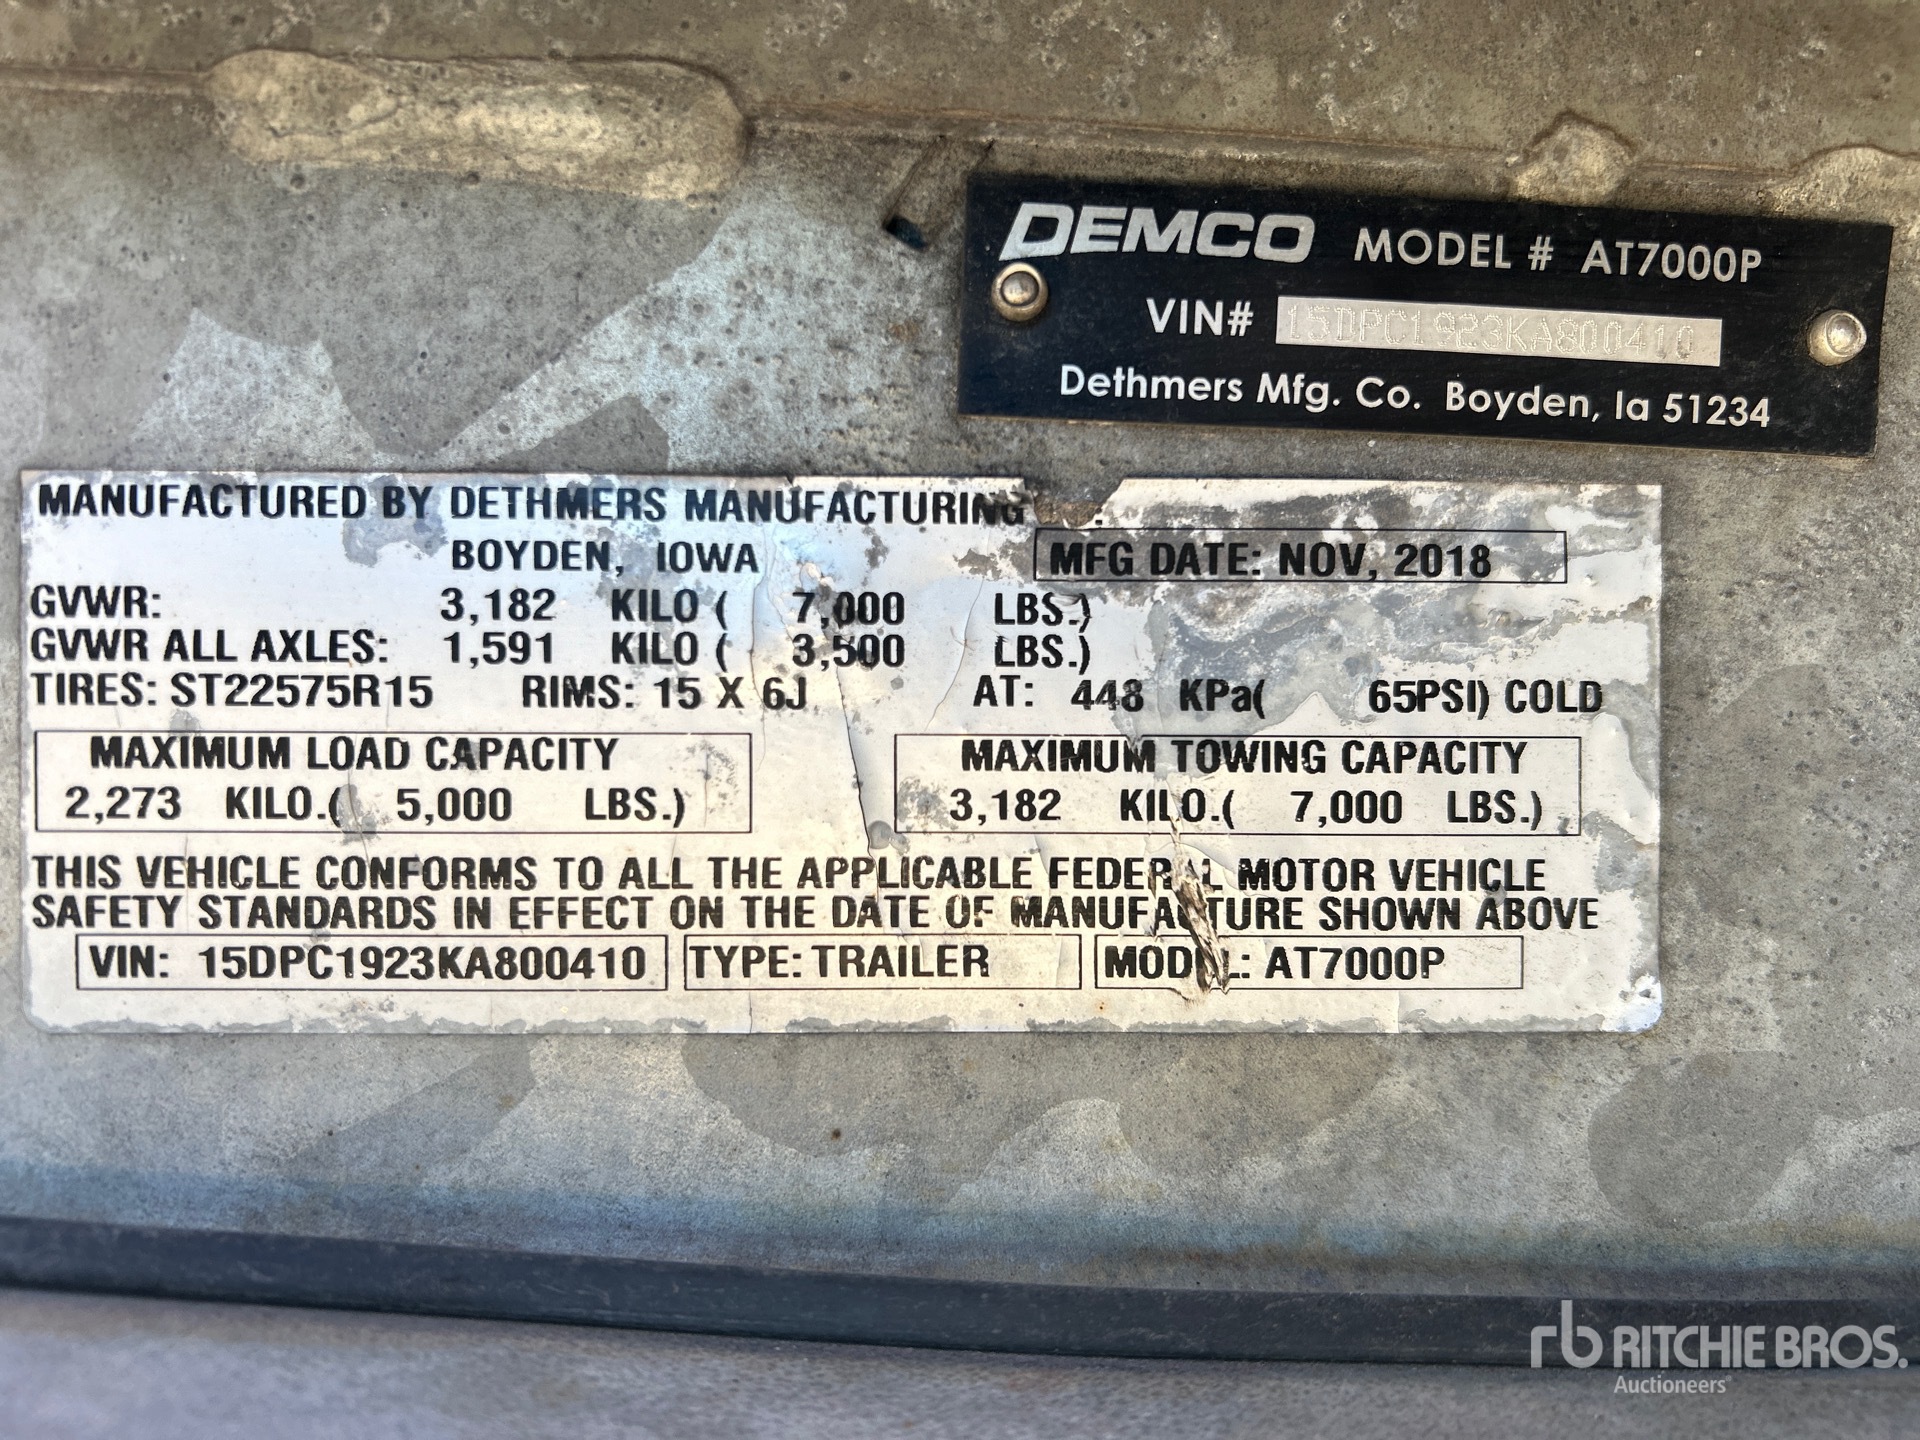 DEMCO MODEL # AT7000P
VIN# 15DPC1923KA800410
Dethmers Mfg. Co. Boyden, Ia 51234
MANUFACTURED BY DETHMERS MANUFACTURING
BOYDEN, IOWA
MFG DATE: NOV, 2018
GVWR: 3,182 KILO ( 7,000 LBS.)
GVWR ALL AXLES: 1,591 KILO ( 3,500 LBS.)
TIRES: ST22575R15 RIMS: 15 X 6J AT: 448 KPa( 65PSI) COLD
MAXIMUM LOAD CAPACITY
2,273 KILO.( 5,000 LBS.)
MAXIMUM TOWING CAPACITY
3,182 KILO.( 7,000 LBS.)
THIS VEHICLE CONFORMS TO ALL THE APPLICABLE FEDERAL MOTOR VEHICLE
SAFETY STANDARDS IN EFFECT ON THE DATE OF MANUFACTURE SHOWN ABOVE
VIN: 15DPC1923KA800410 TYPE: TRAILER MODEL: AT7000P
rb RITCHIE BROS.
Auctioneers